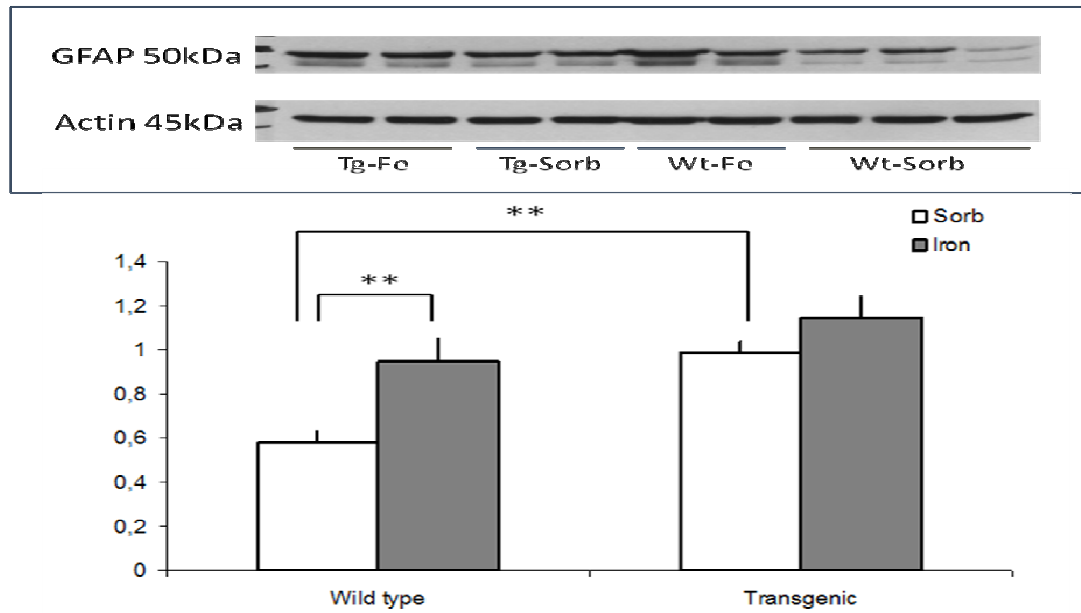 GFAP 50kDa
Actin 45kDa
Tg-Fe Tg-Sorb Wt-Fe Wt-Sorb
** Sorb
Iron
1,4
**
1,2
1
0,8
0,6
0,4
0,2
0
Wild type Transgenic